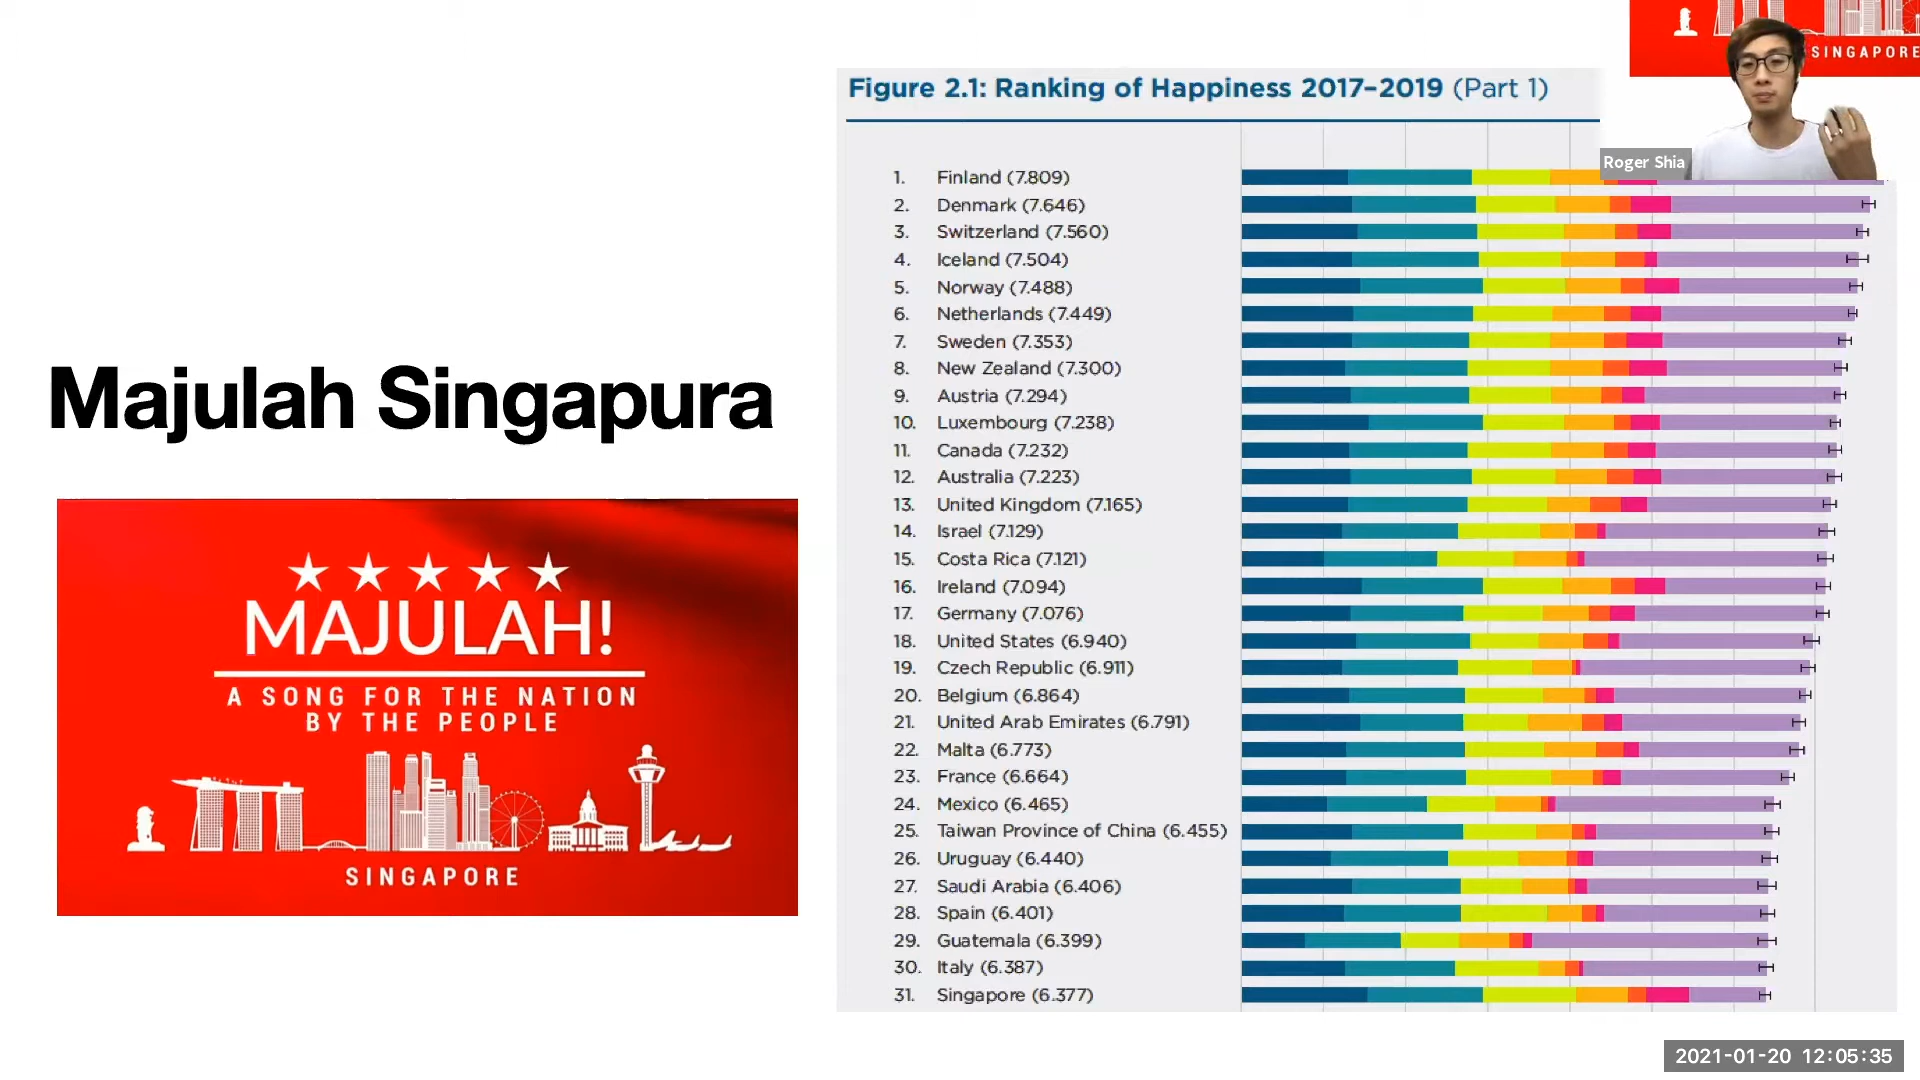 SINGAPORE
Roger Shia
Majulah Singapura
MAJULAH!
A SONG FOR THE NATION
BY THE PEOPLE
SINGAPORE
Figure 2.1: Ranking of Happiness 2017–2019 (Part 1)
1. Finland (7.809)
2. Denmark (7.646)
3. Switzerland (7.560)
4. Iceland (7.504)
5. Norway (7.488)
6. Netherlands (7.449)
7. Sweden (7.353)
8. New Zealand (7.300)
9. Austria (7.294)
10. Luxembourg (7.238)
11. Canada (7.232)
12. Australia (7.223)
13. United Kingdom (7.165)
14. Israel (7.129)
15. Costa Rica (7.121)
16. Ireland (7.094)
17. Germany (7.076)
18. United States (6.940)
19. Czech Republic (6.911)
20. Belgium (6.864)
21. United Arab Emirates (6.791)
22. Malta (6.773)
23. France (6.664)
24. Mexico (6.465)
25. Taiwan Province of China (6.455)
26. Uruguay (6.440)
27. Saudi Arabia (6.406)
28. Spain (6.401)
29. Guatemala (6.399)
30. Italy (6.387)
31. Singapore (6.377)
2021-01-20 12:05:35